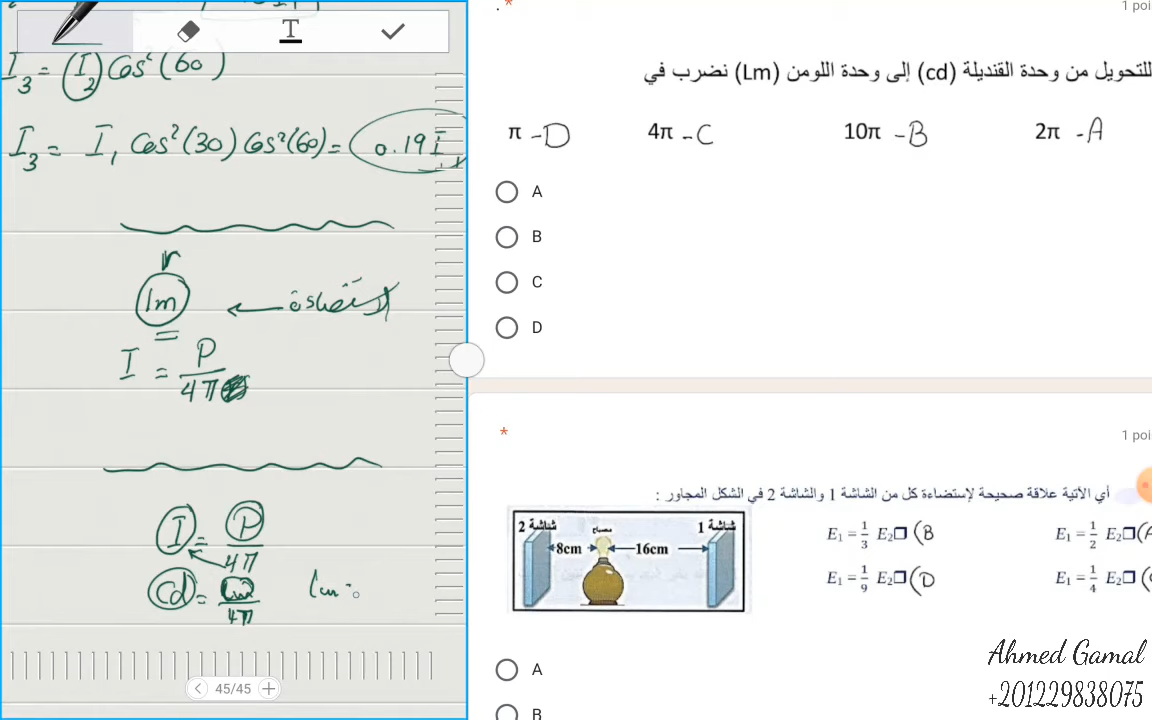 I₃ = (I₂) Cos²(60)
I₃ = I₁ Cos²(30) Cos²(60) = 0.19 I₁
r
lm ← الاستضاءة
I = P / 4π
I = P / 4π
cd = lm / 4π    lm =
45/45
T
1 poi
. *
للتحويل من وحدة القنديلة (cd) إلى وحدة اللومن (Lm) نضرب في
π -D    4π -C    10π -B    2π -A
A
B
C
D
*
1 poi
أي الآتية علاقة صحيحة لإستضاءة كل من الشاشة 1 والشاشة 2 في الشكل المجاور :
شاشة 2    مصباح    شاشة 1
8cm    16cm
E₁ = 1/3 E₂ (B    E₁ = 1/2 E₂ (A
E₁ = 1/9 E₂ (D    E₁ = 1/4 E₂ (
A
B
Ahmed Gamal
+201229838075